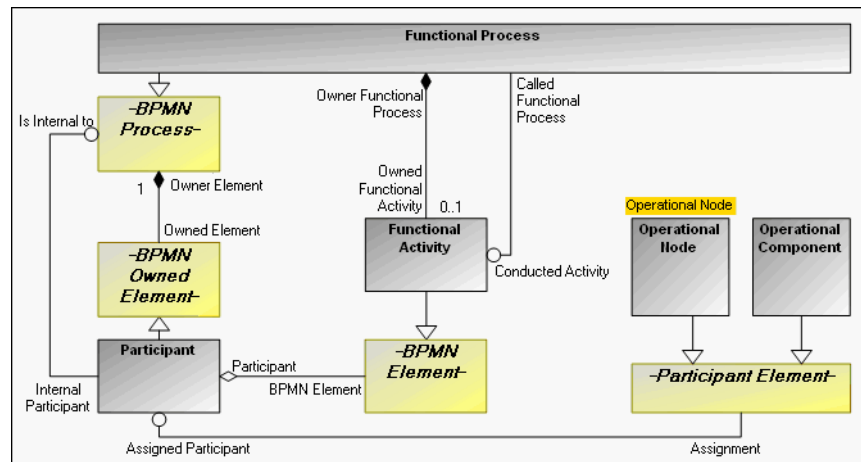 Functional Process
Is Internal to
-BPMN
Process-
Owner Functional
Process
Called
Functional
Process
1
Owner Element
Owned
Functional
Activity
0..1
Owned Element
Operational Node
-BPMN
Owned
Element-
Functional
Activity
Conducted Activity
Operational
Node
Operational
Component
Participant
Internal
Participant
Participant
BPMN Element
-BPMN
Element-
-Participant Element-
Assigned Participant
Assignment